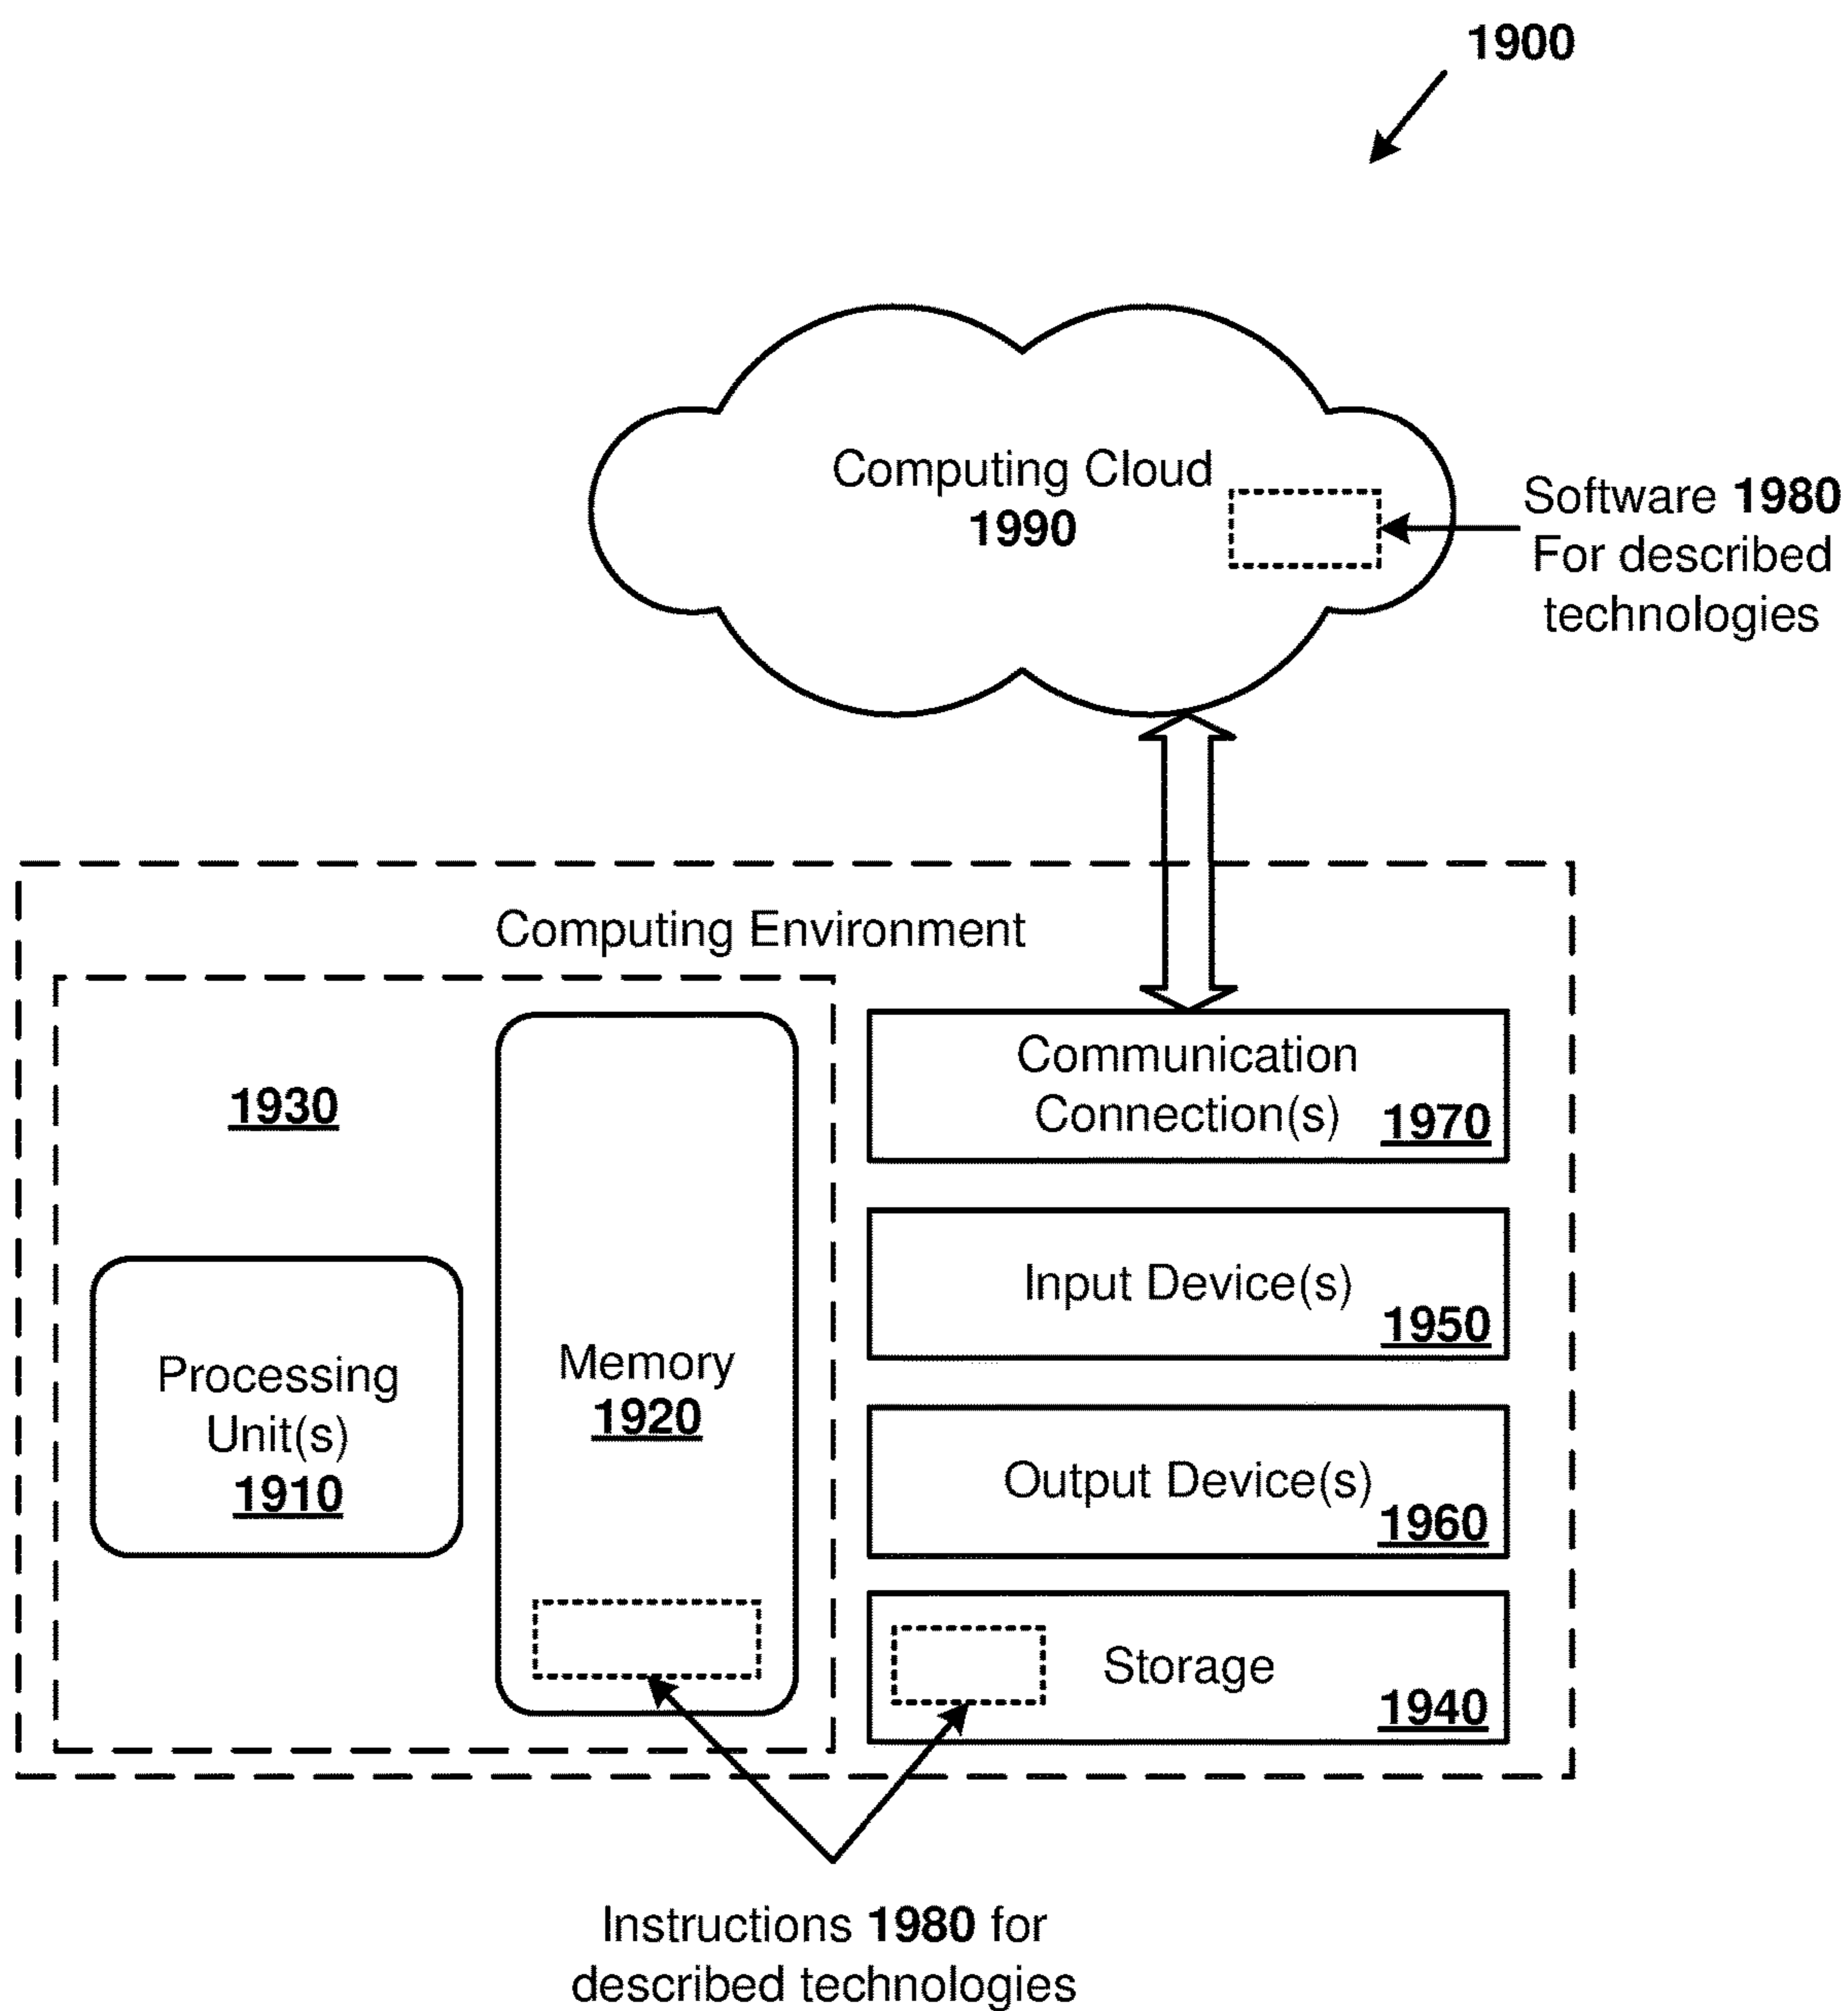 1900
Computing Cloud
1990
Software 1980
For described
technologies
Computing Environment
1930
Processing
Unit(s)
1910
Memory
1920
Communication
Connection(s)
1970
Input Device(s)
1950
Output Device(s)
1960
Storage
1940
Instructions 1980 for
described technologies